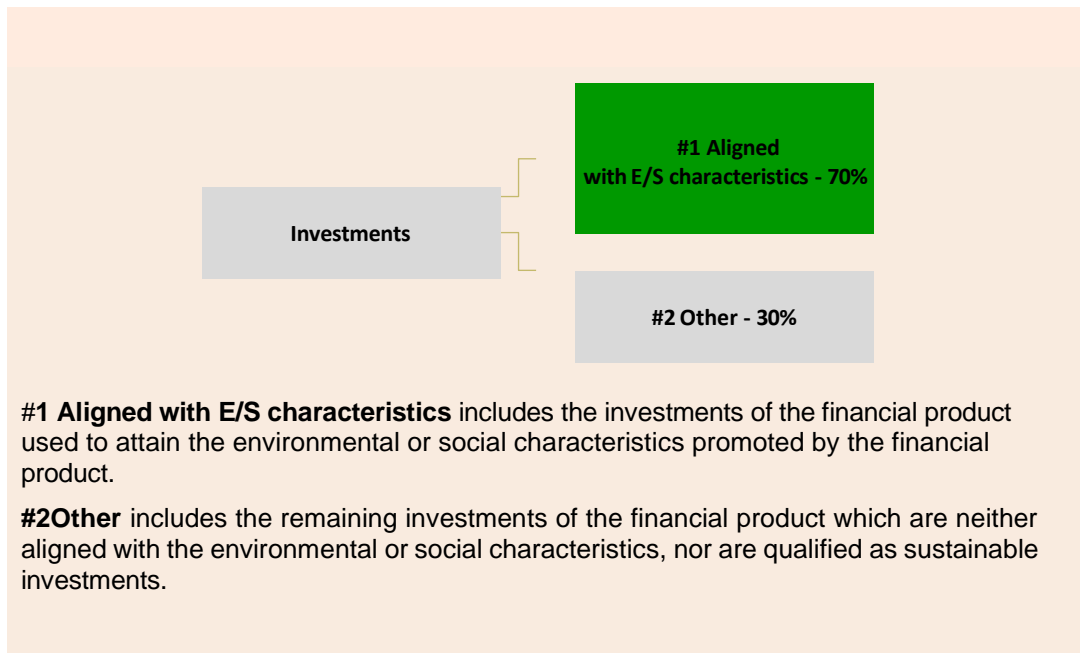 #1 Aligned
with E/S characteristics - 70%
Investments
#2 Other - 30%
#1 Aligned with E/S characteristics includes the investments of the financial product
used to attain the environmental or social characteristics promoted by the financial
product.
#2Other includes the remaining investments of the financial product which are neither
aligned with the environmental or social characteristics, nor are qualified as sustainable
investments.